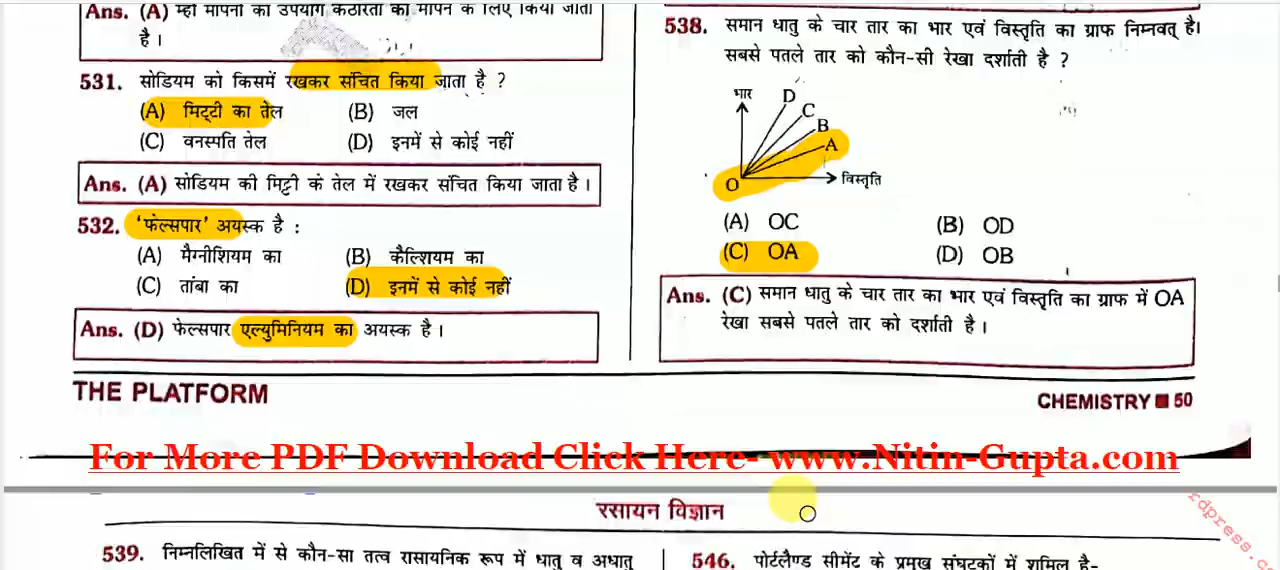 Ans. (A) म्हो मापनी का उपयोग कठोरता को मापने के लिए किया जाता
है।
531. सोडियम को किसमें रखकर संचित किया जाता है ?
(A) मिट्टी का तेल (B) जल
(C) वनस्पति तेल (D) इनमें से कोई नहीं
Ans. (A) सोडियम को मिट्टी के तेल में रखकर संचित किया जाता है।
532. 'फेल्सपार' अयस्क है :
(A) मैग्नीशियम का (B) कैल्शियम का
(C) तांबा का (D) इनमें से कोई नहीं
Ans. (D) फेल्सपार एल्युमिनियम का अयस्क है।
538. समान धातु के चार तार का भार एवं विस्तृति का ग्राफ निम्नवत् है।
सबसे पतले तार को कौन-सी रेखा दर्शाती है ?
भार
D
C
B
A
O
विस्तृति
(A) OC (B) OD
(C) OA (D) OB
Ans. (C) समान धातु के चार तार का भार एवं विस्तृति का ग्राफ में OA
रेखा सबसे पतले तार को दर्शाती है।
THE PLATFORM
CHEMISTRY ■ 50
For More PDF Download Click Here- www.Nitin-Gupta.com
रसायन विज्ञान
539. निम्नलिखित में से कौन-सा तत्व रासायनिक रूप में धातु व अधातु
546. पोर्टलैण्ड सीमेंट के प्रमुख संघटकों में शामिल है-